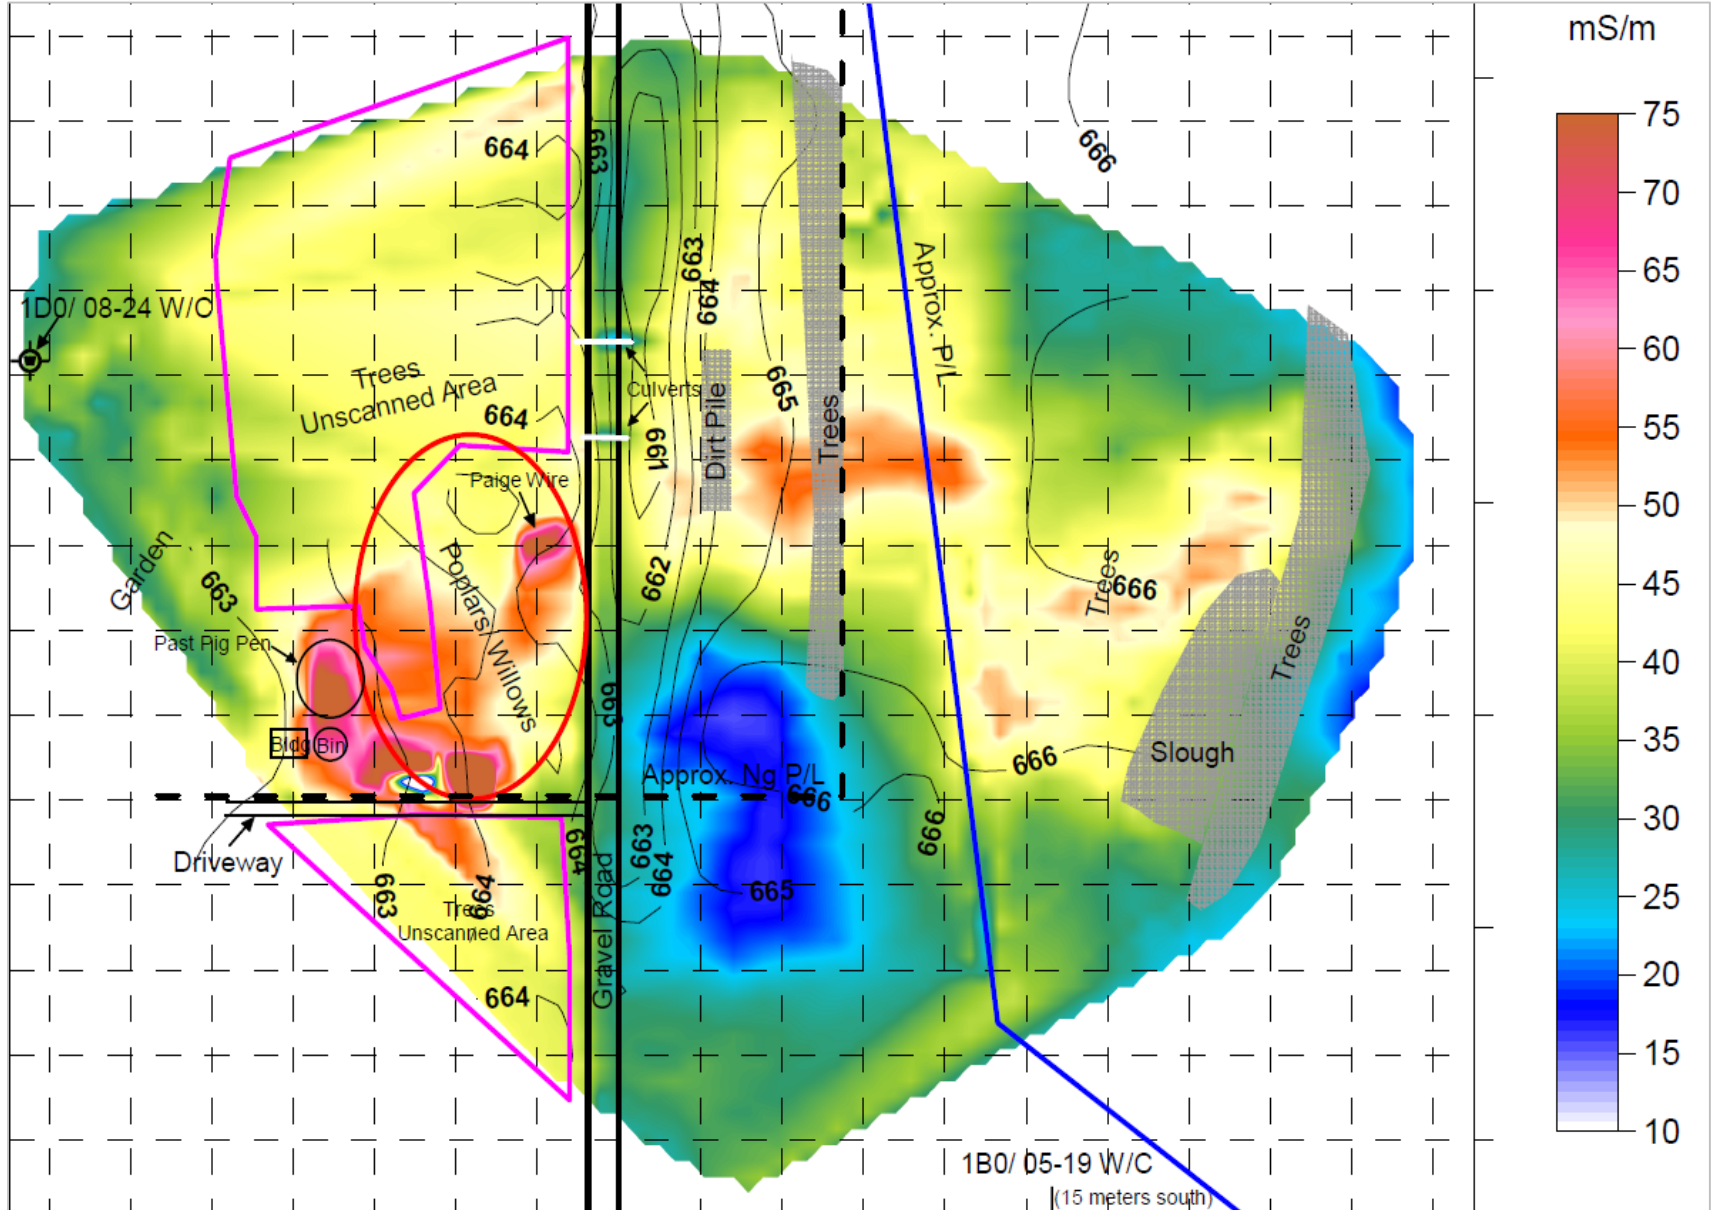 mS/m
75
70
65
60
55
50
45
40
35
30
25
20
15
10
664
663
666
663
664
Approx. P/L
1D0/ 08-24 W/O
Trees
Unscanned Area
664
Culverts
661
Dirt Pile
665
Trees
Paige Wire
Garden
663
Poplars/ Willows
662
Trees
666
Past Pig Pen
Trees
Bldg
Bin
663
Approx. Ng P/L
666
666
Slough
Driveway
664
663
664
666
663
664
665
Trees
Unscanned Area
Gravel Road
664
1B0/ 05-19 W/C
(15 meters south)